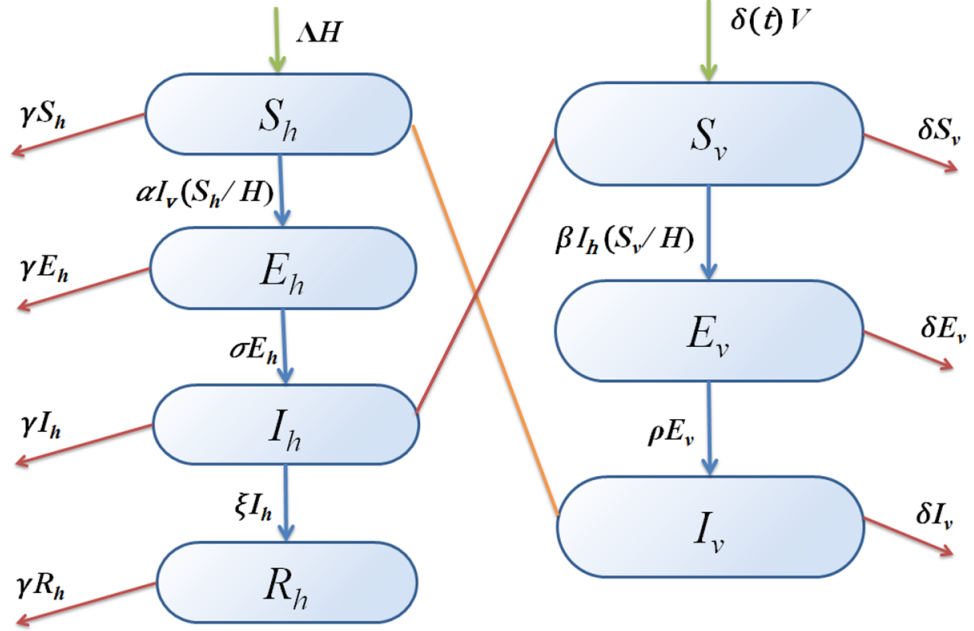 ΛH
γS_h
S_h
αI_v(S_h/H)
γE_h
E_h
σE_h
γI_h
I_h
ξI_h
γR_h
R_h
δ(t)V
S_v
δS_v
βI_h(S_v/H)
E_v
δE_v
ρE_v
I_v
δI_v